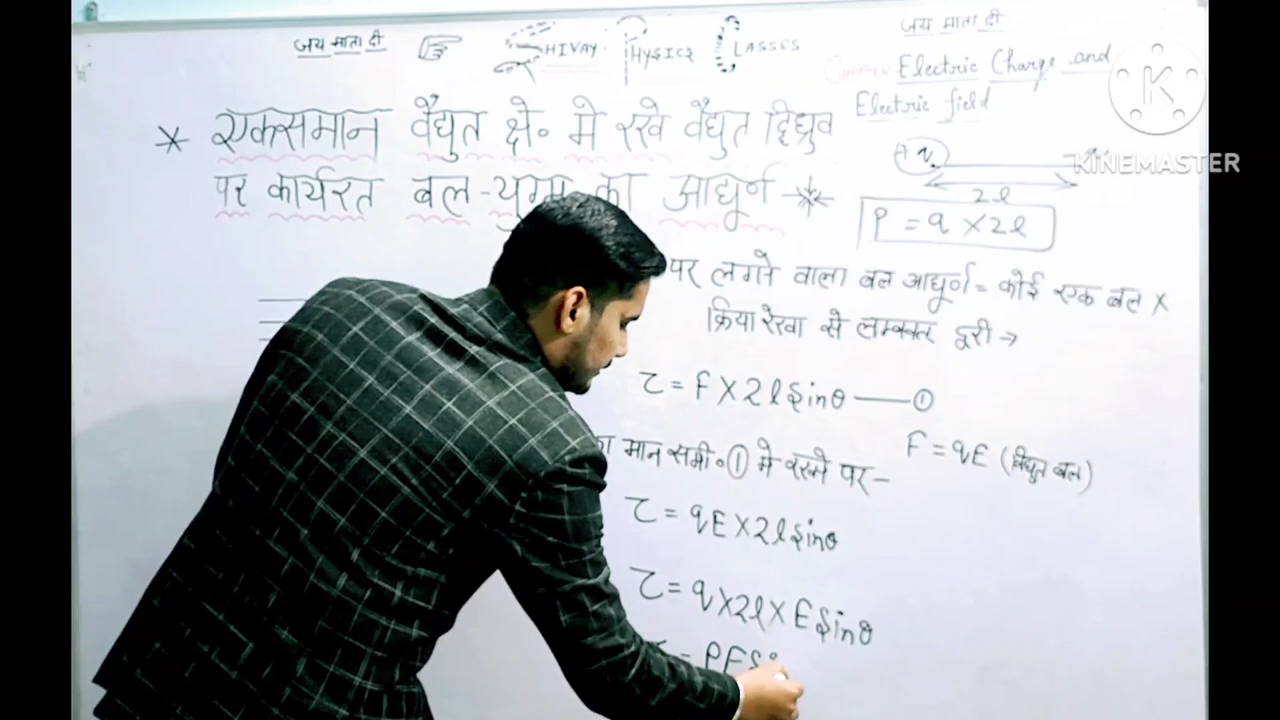 जय माता दी SHIVAY PHYSICS CLASSES जय माता दी
Electric Charge and
Electric field
K
KINEMASTER
* एकसमान वैद्युत क्षे॰ मे रखे वैद्युत द्विध्रुव
पर कार्यरत बल-युग्म का आघूर्ण *
2l
P = q × 2l
पर लगने वाला बल आघूर्ण = कोई एक बल ×
क्रिया रेखा से लम्बवत दूरी →
τ = F × 2l Sinθ — ①
F = qE (विद्युत बल)
का मान समी॰ ① मे रखने पर -
τ = qE × 2l Sinθ
τ = q × 2l × E Sinθ
= PESi